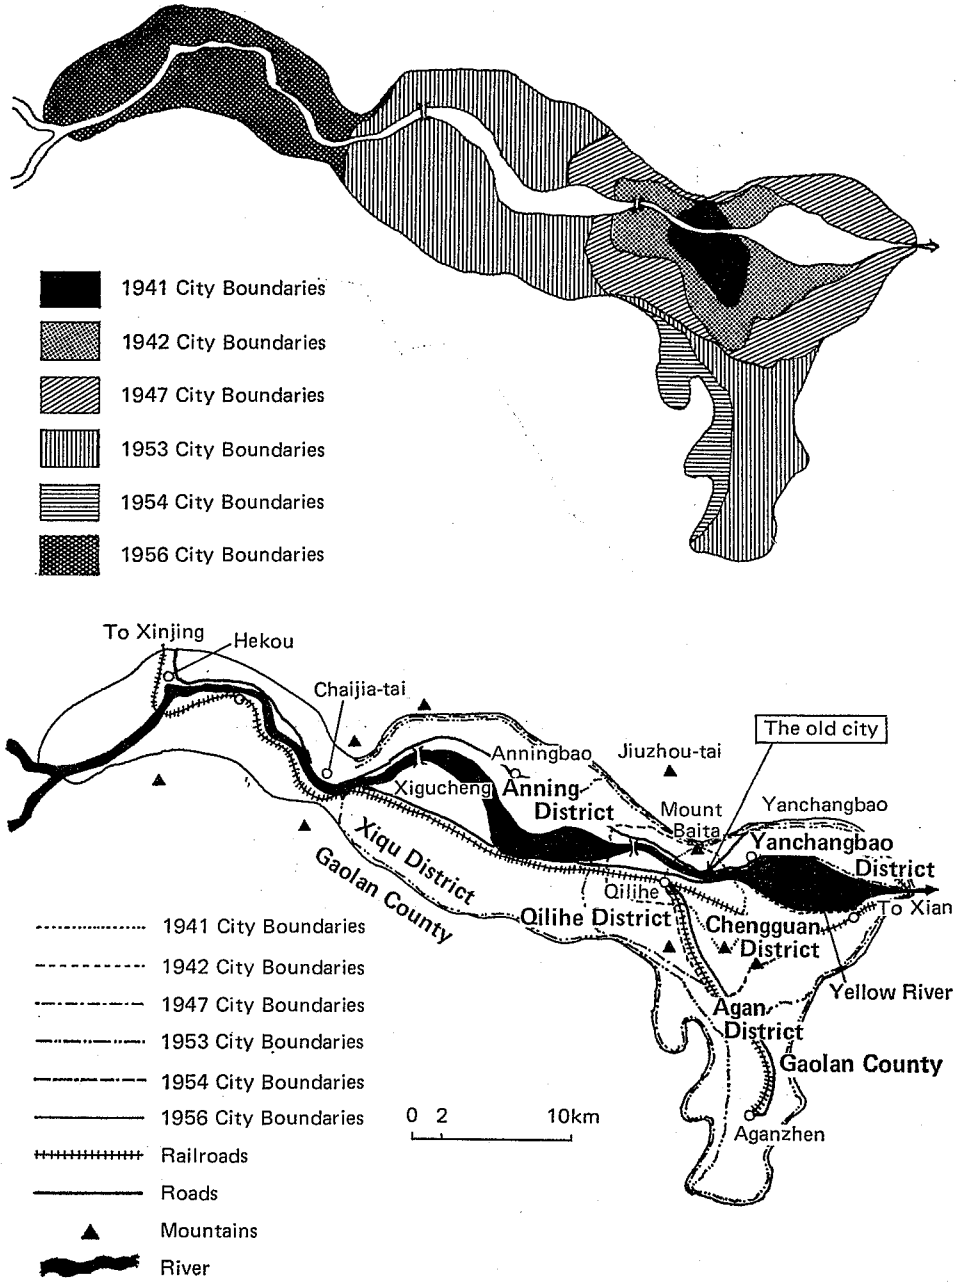 1941 City Boundaries
1942 City Boundaries
1947 City Boundaries
1953 City Boundaries
1954 City Boundaries
1956 City Boundaries
To Xinjing
Hekou
Chaijia-tai
The old city
Anningbao
Jiuzhou-tai
Xigucheng
Anning
District
Mount
Baita
Yanchangbao
Yanchangbao
District
Xiqu District
Gaolan County
Qilihe
To Xian
Qilihe District
Chengguan
District
Yellow River
Agan
District
Gaolan County
Aganzhen
0 2 10km
1941 City Boundaries
1942 City Boundaries
1947 City Boundaries
1953 City Boundaries
1954 City Boundaries
1956 City Boundaries
Railroads
Roads
Mountains
River